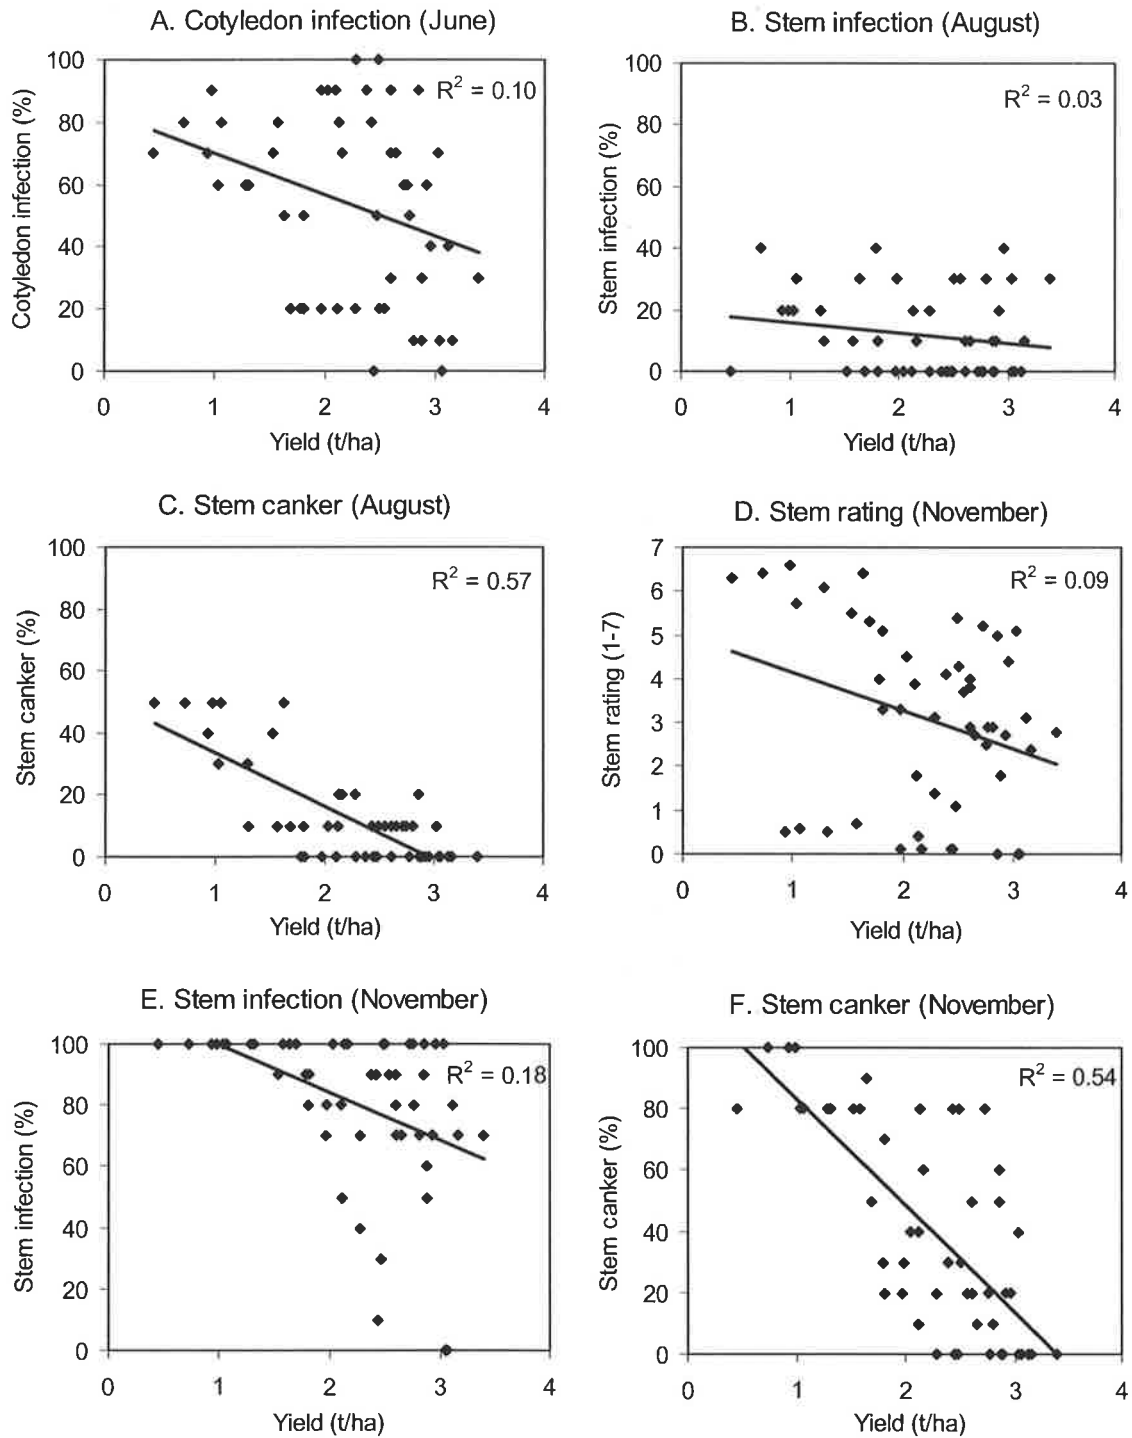 A. Cotyledon infection (June)
R² = 0.10
Cotyledon infection (%)
100
80
60
40
20
0
0 1 2 3 4
Yield (t/ha)
B. Stem infection (August)
R² = 0.03
Stem infection (%)
100
80
60
40
20
0
0 1 2 3 4
Yield (t/ha)
C. Stem canker (August)
R² = 0.57
Stem canker (%)
100
80
60
40
20
0
0 1 2 3 4
Yield (t/ha)
D. Stem rating (November)
R² = 0.09
Stem rating (1-7)
7
6
5
4
3
2
1
0
0 1 2 3 4
Yield (t/ha)
E. Stem infection (November)
R² = 0.18
Stem infection (%)
100
80
60
40
20
0
0 1 2 3 4
Yield (t/ha)
F. Stem canker (November)
R² = 0.54
Stem canker (%)
100
80
60
40
20
0
0 1 2 3 4
Yield (t/ha)